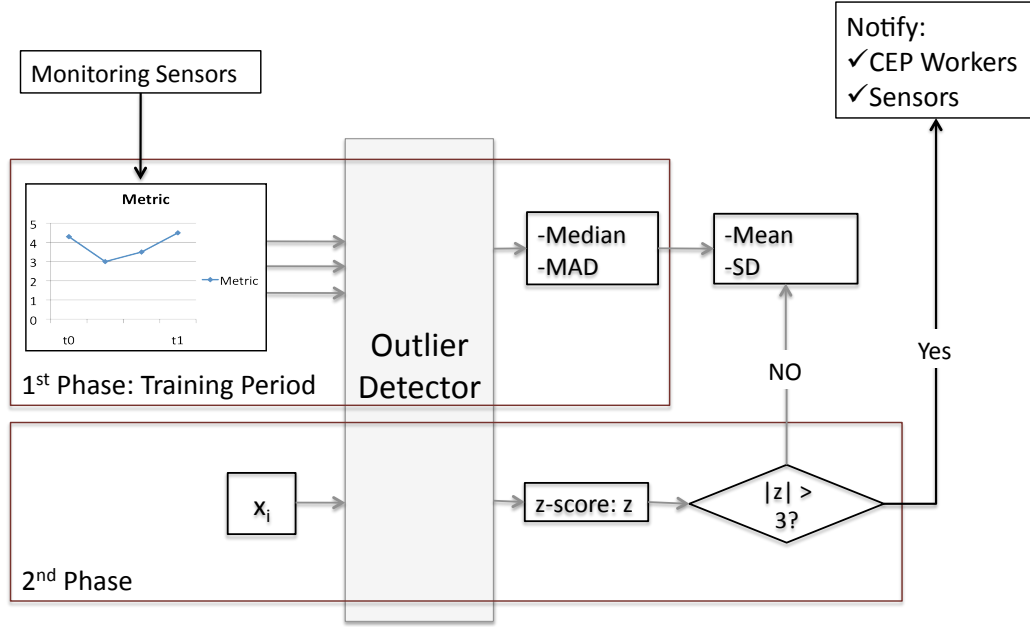 Notify:
✓CEP Workers
✓Sensors
Monitoring Sensors
Metric
5
4
3
2
1
0
t0
t1
Metric
-Median
-MAD
-Mean
-SD
Outlier
Detector
1st Phase: Training Period
NO
Yes
xi
z-score: z
|z| >
3?
2nd Phase